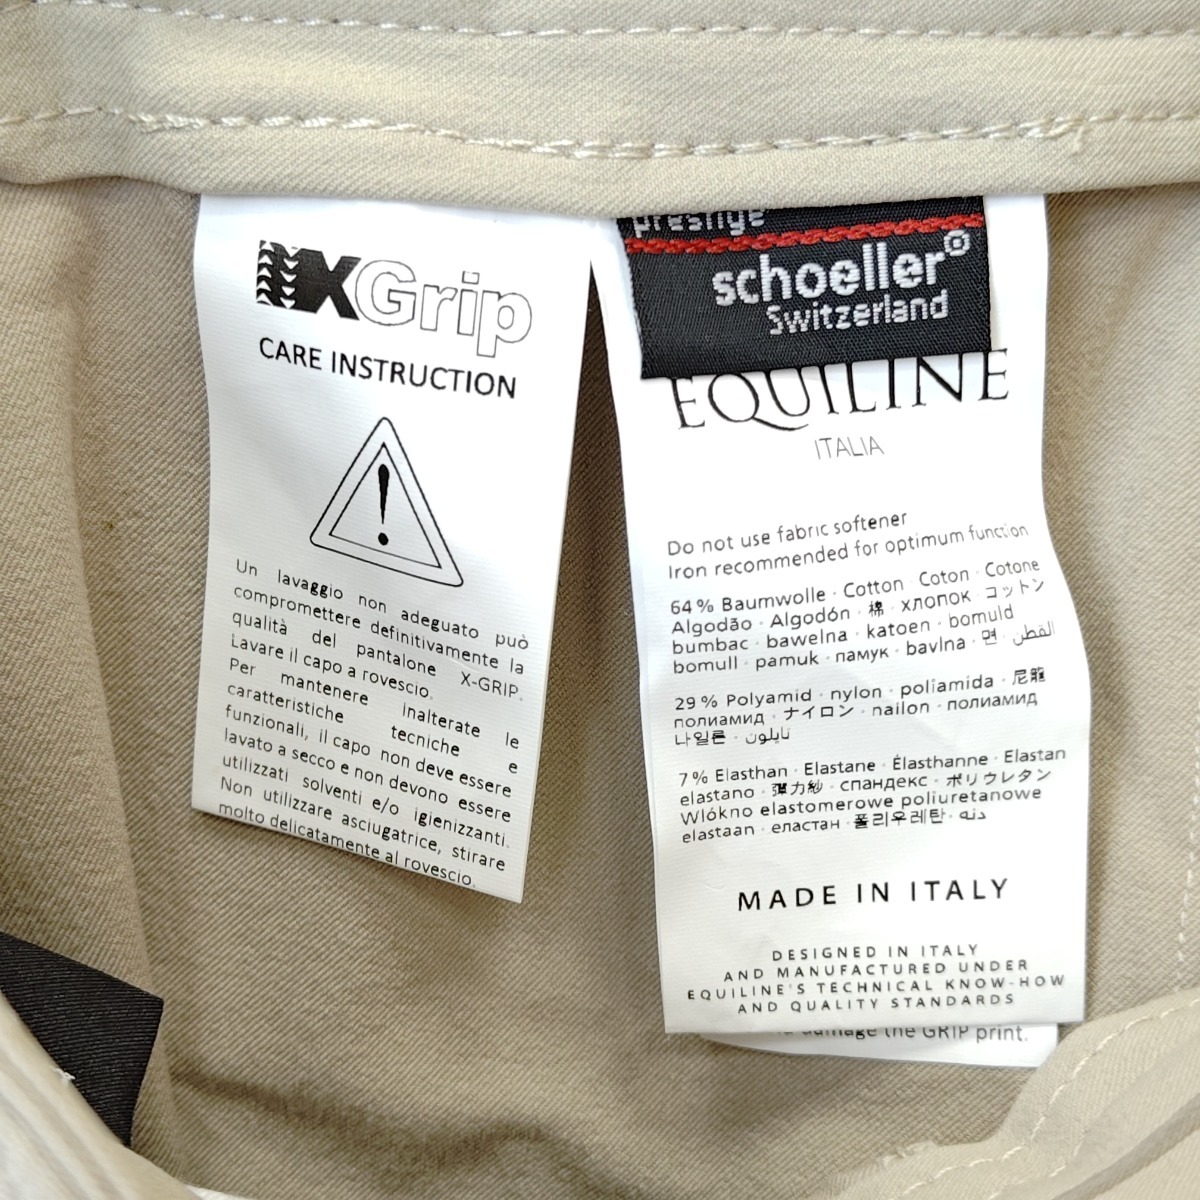 XGrip
CARE INSTRUCTION
Un lavaggio non adeguato può
compromettere definitivamente la
qualità del pantalone X-GRIP.
Lavare il capo a rovescio.
Per mantenere inalterate le
caratteristiche tecniche e
funzionali, il capo non deve essere
lavato a secco e non devono essere
utilizzati solventi e/o igienizzanti.
Non utilizzare asciugatrice, stirare
molto delicatamente al rovescio.
prestige
schoeller®
Switzerland
EQUILINE
ITALIA
Do not use fabric softener
Iron recommended for optimum function
64 % Baumwolle · Cotton · Coton · Cotone
Algodão · Algodón · 棉 · хлопок · コットン
bumbac · bawelna · katoen · bomuld
bomull · pamuk · памук · bavlna · 면 · القطن
29 % Polyamid · nylon · poliamida · 尼龍
полиамид · ナイロン · nailon · полиамид
나일론 · نايلون
7 % Elasthan · Elastane · Élasthanne · Elastan
elastano · 彈力紗 · спандекс · ポリウレタン
Wlókno elastomerowe poliuretanowe
elastaan · еластан · 폴리우레탄 · دنه
MADE IN ITALY
DESIGNED IN ITALY
AND MANUFACTURED UNDER
EQUILINE'S TECHNICAL KNOW-HOW
AND QUALITY STANDARDS
damage the GRIP print.